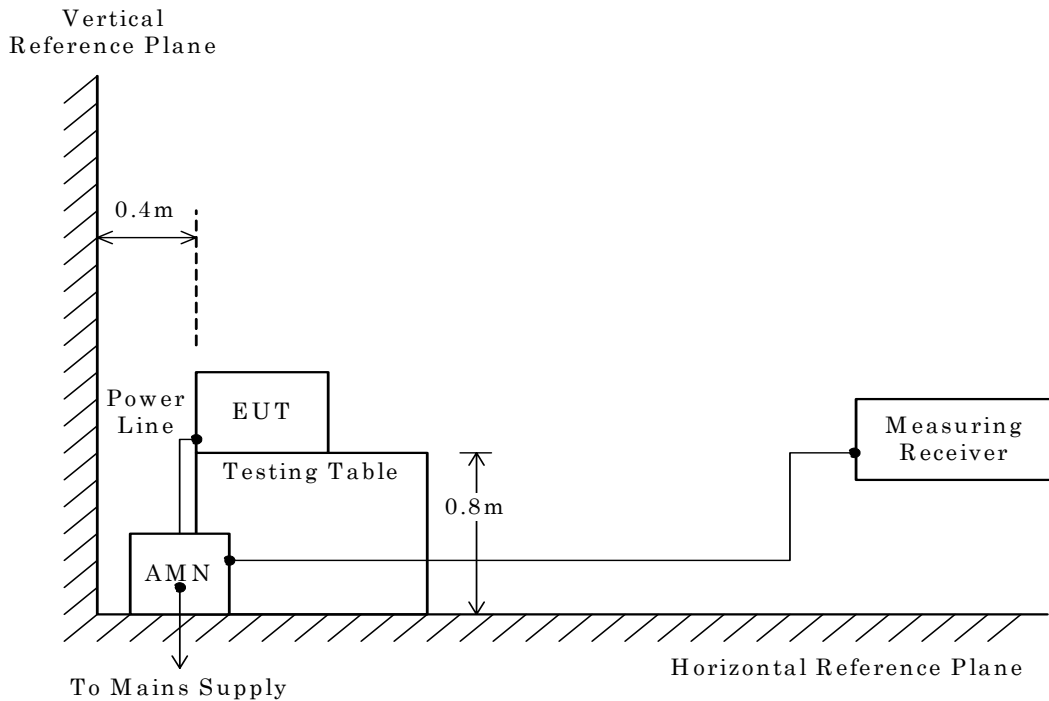 Vertical
Reference Plane
0.4m
Power
Line
EUT
Measuring
Receiver
Testing Table
0.8m
AMN
Horizontal Reference Plane
To Mains Supply